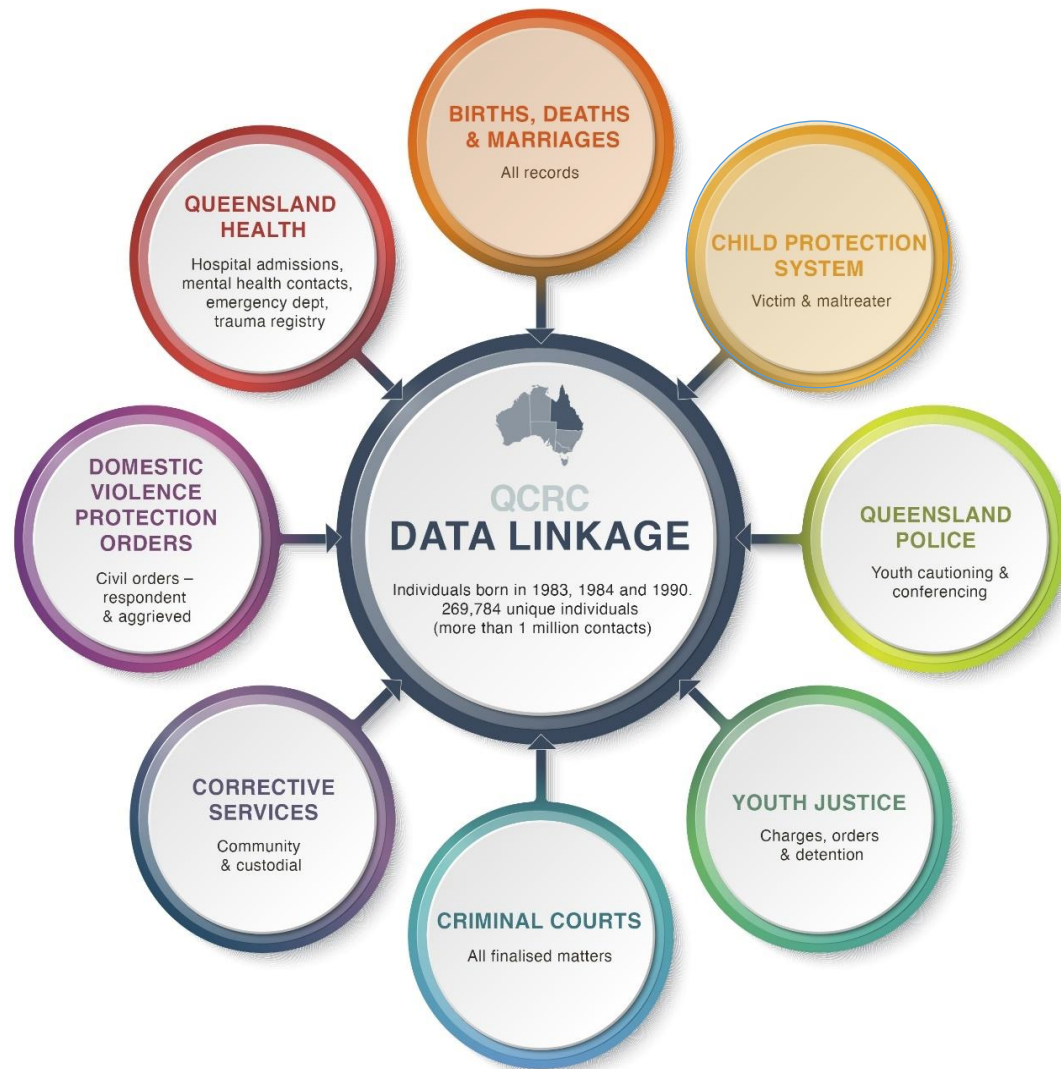 BIRTHS, DEATHS
& MARRIAGES
All records
CHILD PROTECTION
SYSTEM
Victim & maltreater
QUEENSLAND
POLICE
Youth cautioning &
conferencing
YOUTH JUSTICE
Charges, orders
& detention
CRIMINAL COURTS
All finalised matters
CORRECTIVE
SERVICES
Community
& custodial
DOMESTIC
VIOLENCE
PROTECTION
ORDERS
Civil orders –
respondent
& aggrieved
QUEENSLAND
HEALTH
Hospital admissions,
mental health contacts,
emergency dept,
trauma registry
QCRC
DATA LINKAGE
Individuals born in 1983, 1984 and 1990.
269,784 unique individuals
(more than 1 million contacts)